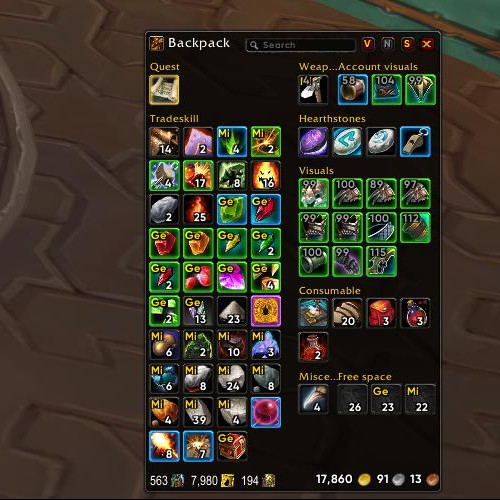 Backpack Search V N S X
Quest Weap...Account visuals
4 58 104 99
Tradeskill Hearthstones
14 2 Mi 4 Mi 2
Visuals
4 17 8 16 99 100 89 97
2 25 Ge Ge 99 99 100 112
Ge Ge Ge 2 Ge 2 100 99 115
Ge 2 Ge Ge Ge 4 Consumable
Ge 2 Ge 13 23 20 3 3
Mi 6 Mi 2 Mi 10 Mi 3 2
Mi 6 Mi 8 Mi 24 Mi 8 Misce...Free space
Mi 4 Mi 39 Mi 4 4 26 Ge 23 Mi 22
8 7 Ge
563 7,980 194 17,860 91 13